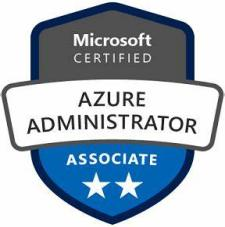 Microsoft
CERTIFIED
AZURE
ADMINISTRATOR
ASSOCIATE